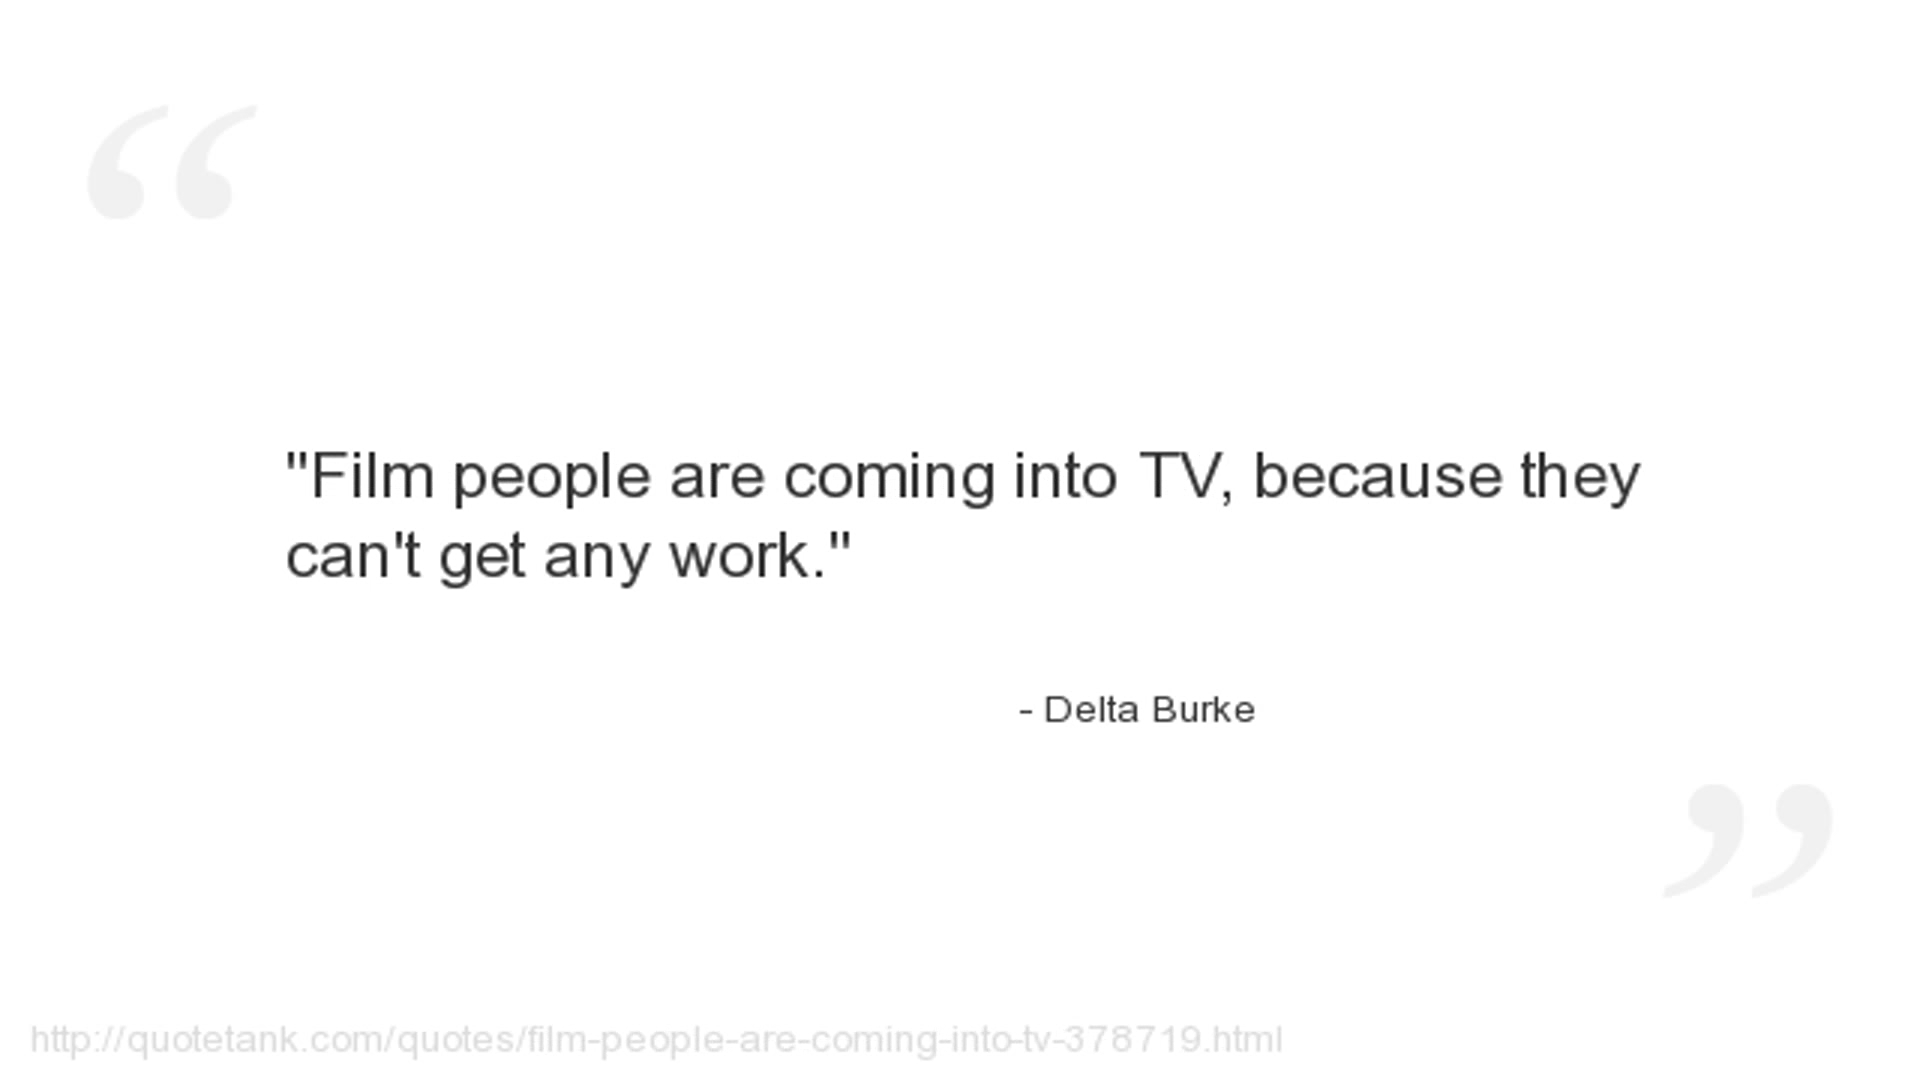 "Film people are coming into TV, because they
can't get any work."
- Delta Burke
http://quotetank.com/quotes/film-people-are-coming-into-tv-378719.html